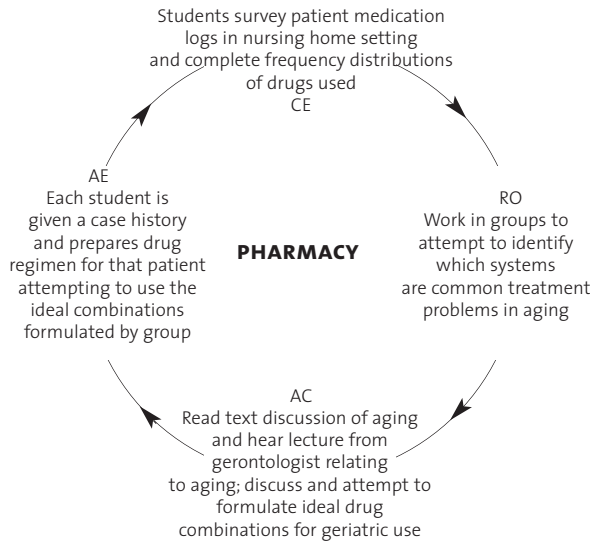 Students survey patient medication
logs in nursing home setting
and complete frequency distributions
of drugs used
CE
RO
Work in groups to
attempt to identify
which systems
are common treatment
problems in aging
AC
Read text discussion of aging
and hear lecture from
gerontologist relating
to aging; discuss and attempt to
formulate ideal drug
combinations for geriatric use
AE
Each student is
given a case history
and prepares drug
regimen for that patient
attempting to use the
ideal combinations
formulated by group
PHARMACY